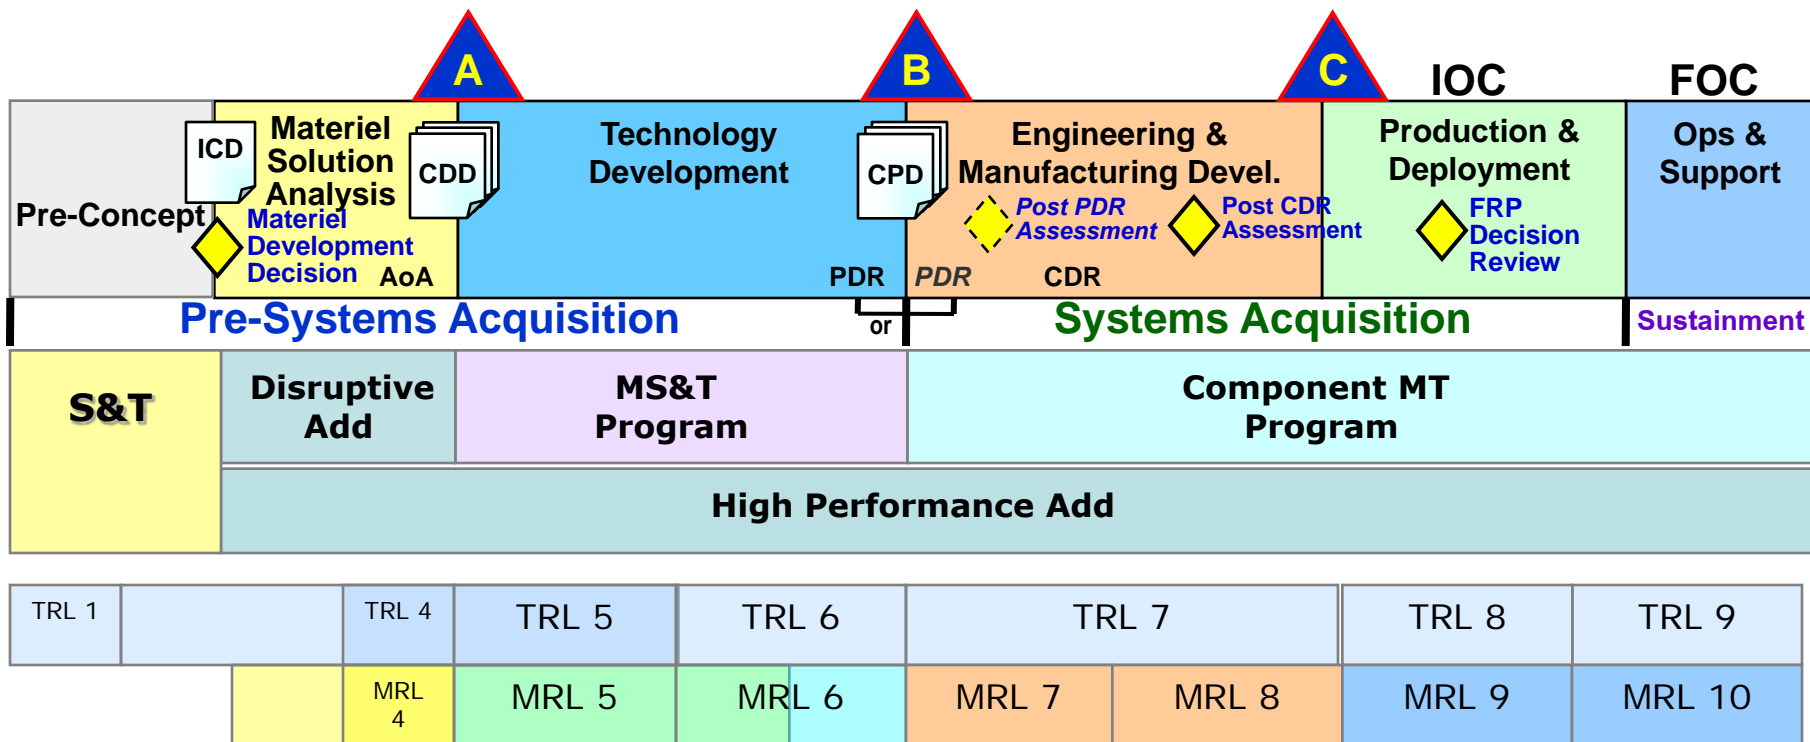 A
B
C
IOC
FOC
Pre-Concept
ICD
Materiel
Solution
Analysis
Materiel
Development
Decision
AoA
CDD
Technology
Development
PDR
CPD
Engineering &
Manufacturing Devel.
Post PDR
Assessment
Post CDR
Assessment
PDR
CDR
Production &
Deployment
FRP
Decision
Review
Ops &
Support
Pre-Systems Acquisition
or
Systems Acquisition
Sustainment
S&T
Disruptive
Add
MS&T
Program
Component MT
Program
High Performance Add
TRL 1
TRL 4
TRL 5
TRL 6
TRL 7
TRL 8
TRL 9
MRL
4
MRL 5
MRL 6
MRL 7
MRL 8
MRL 9
MRL 10